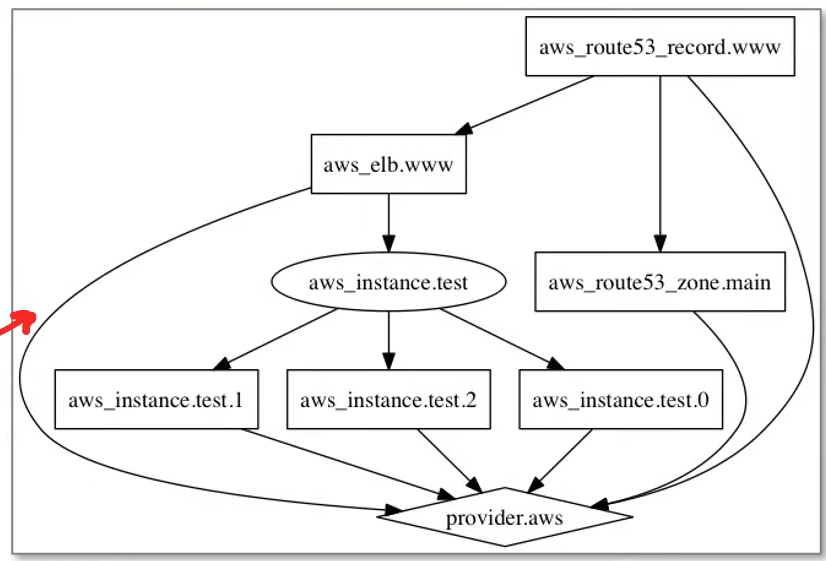 aws_route53_record.www
aws_elb.www
aws_instance.test
aws_route53_zone.main
aws_instance.test.1
aws_instance.test.2
aws_instance.test.0
provider.aws